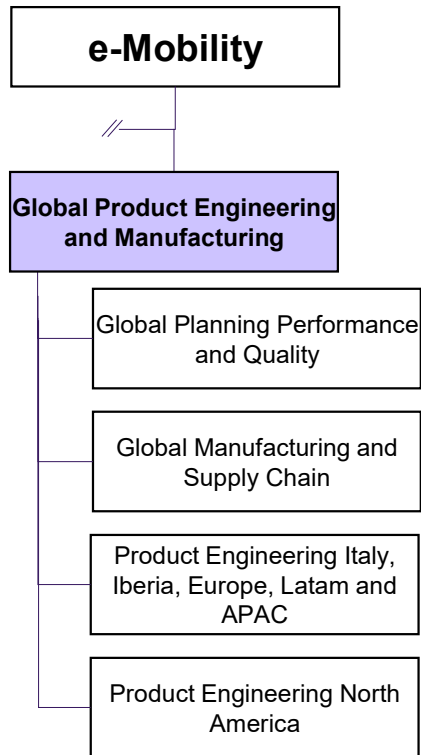 e-Mobility
Global Product Engineering
and Manufacturing
Global Planning Performance
and Quality
Global Manufacturing and
Supply Chain
Product Engineering Italy,
Iberia, Europe, Latam and
APAC
Product Engineering North
America